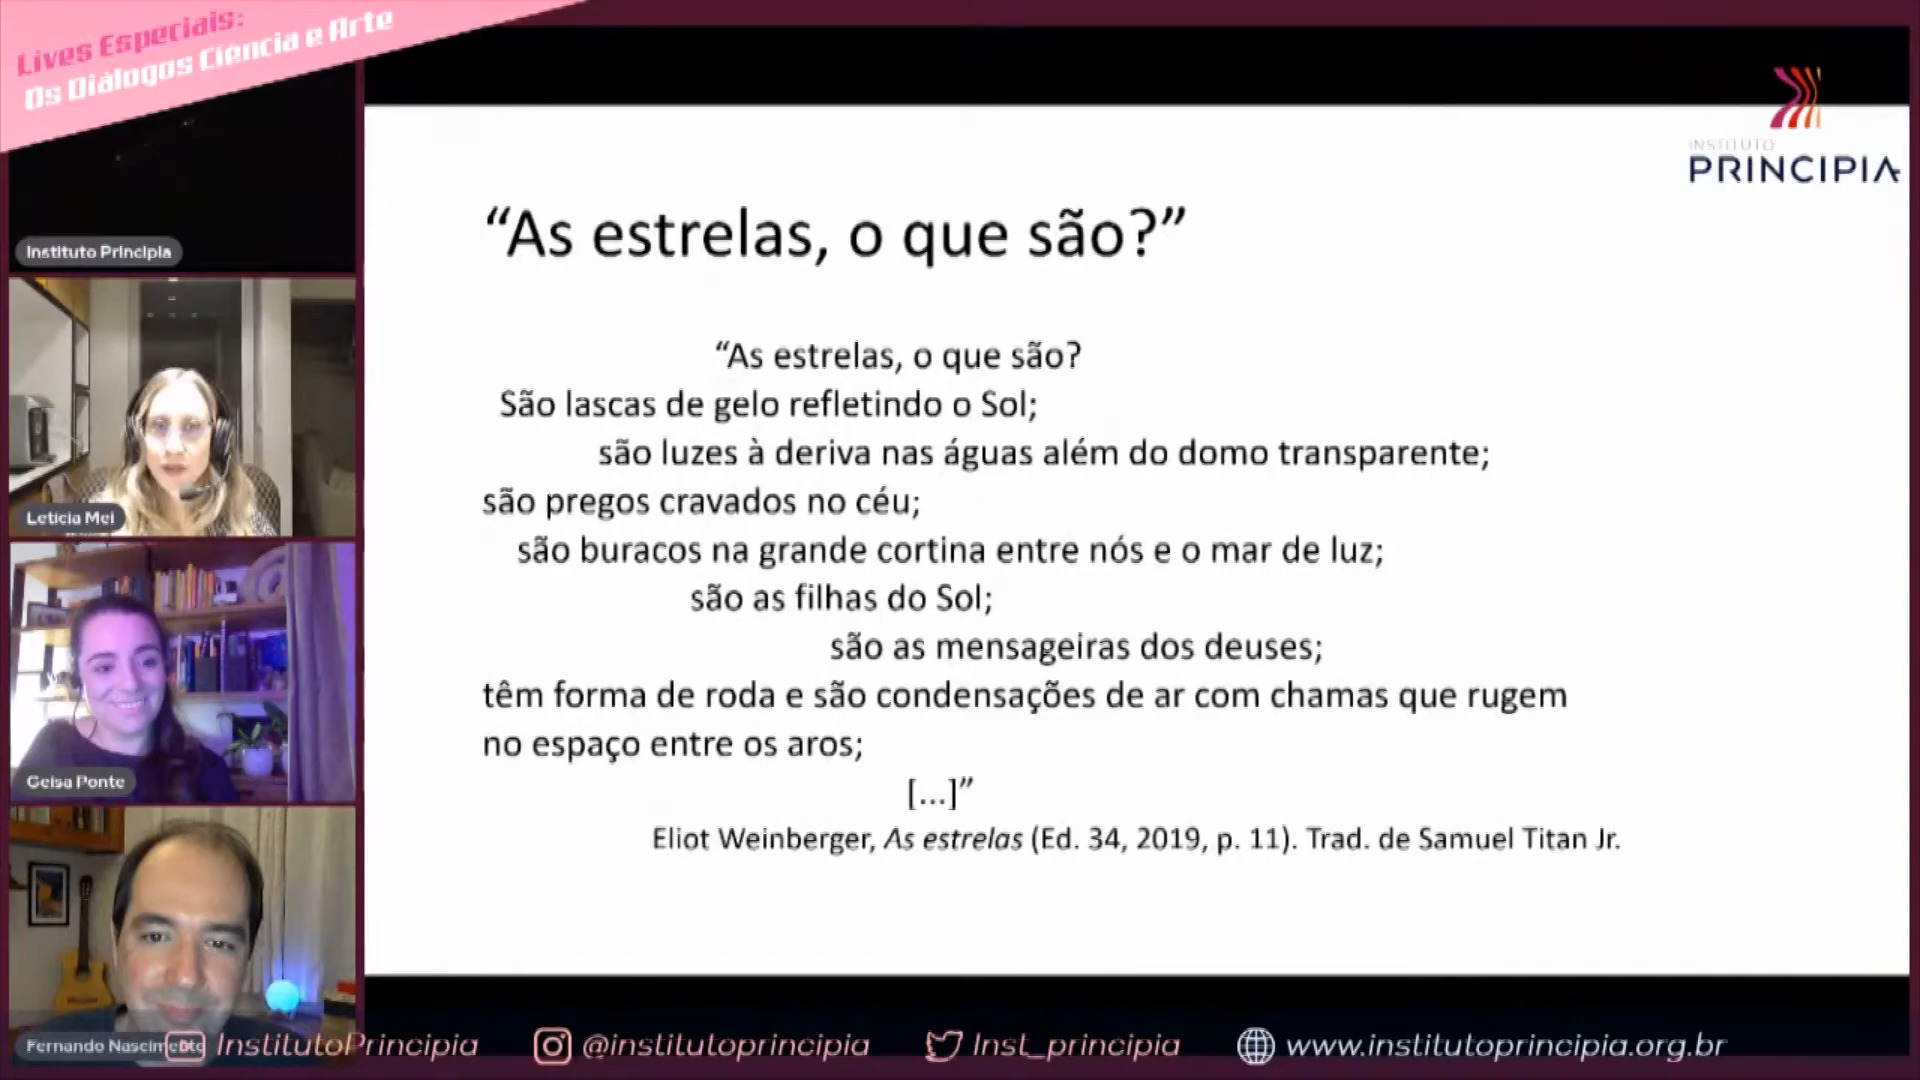 Lives Especiais:
Os Diálogos Ciência e Arte
INSTITUTO
PRINCIPIA
“As estrelas, o que são?”
“As estrelas, o que são?
São lascas de gelo refletindo o Sol;
são luzes à deriva nas águas além do domo transparente;
são pregos cravados no céu;
são buracos na grande cortina entre nós e o mar de luz;
são as filhas do Sol;
são as mensageiras dos deuses;
têm forma de roda e são condensações de ar com chamas que rugem
no espaço entre os aros;
[...]”
Eliot Weinberger, As estrelas (Ed. 34, 2019, p. 11). Trad. de Samuel Titan Jr.
Instituto Principia
Letícia Mei
Geisa Ponte
Fernando Nascimento
InstitutoPrincipia
@institutoprincipia
Inst_principia
www.institutoprincipia.org.br